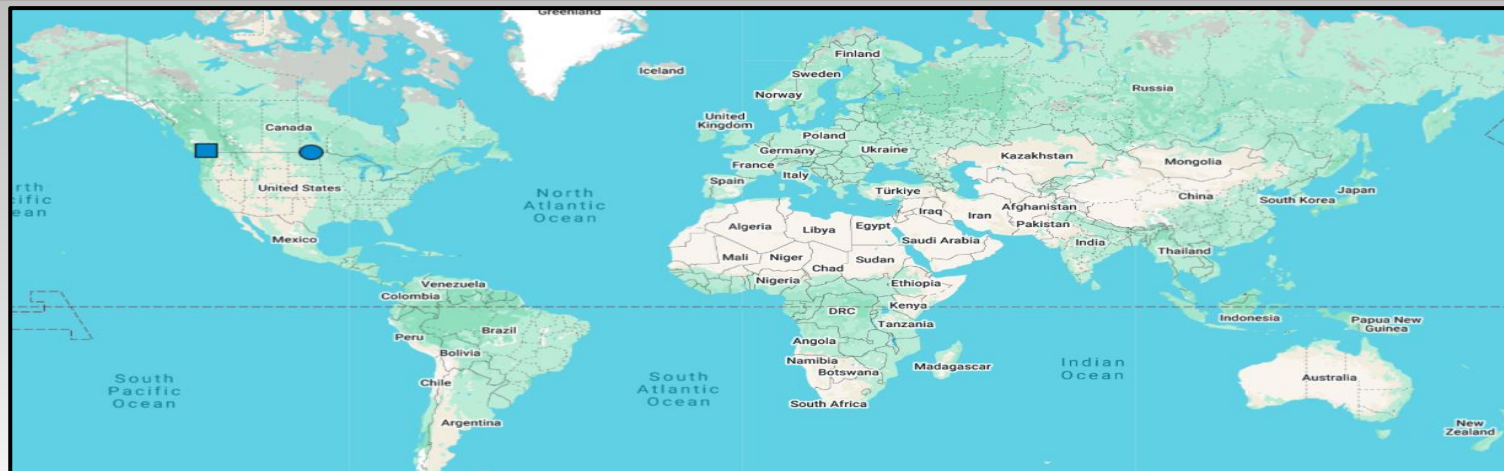 Greenland
Finland
Iceland
Sweden
Russia
Norway
United
Kingdom
Canada
Poland
Germany
Ukraine
Kazakhstan
Mongolia
France
Italy
Spain
United States
Türkiye
China
Japan
South Korea
North
Atlantic
Ocean
rth
cific
ean
Iraq
Iran
Afghanistan
Pakistan
Algeria
Libya
Egypt
Saudi Arabia
India
Thailand
Mexico
Mali
Niger
Chad
Sudan
Venezuela
Colombia
Nigeria
Ethiopia
Kenya
DRC
Indonesia
Papua New
Guinea
Brazil
Peru
Tanzania
Angola
Bolivia
Namibia
Botswana
Madagascar
Indian
Ocean
South
Pacific
Ocean
Chile
South
Atlantic
Ocean
South Africa
Australia
Argentina
New
Zealand